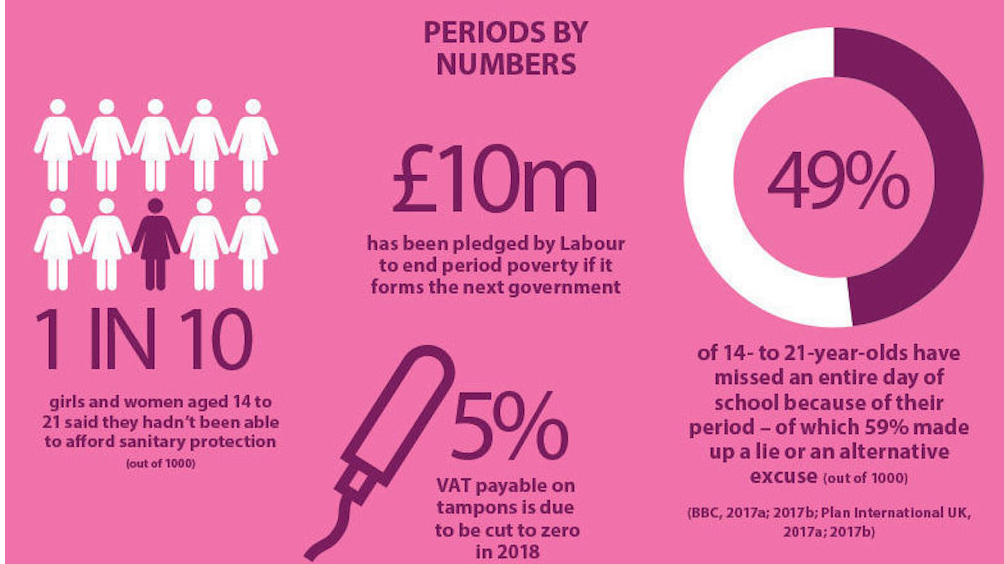 PERIODS BY
NUMBERS
1 IN 10
girls and women aged 14 to
21 said they hadn't been able
to afford sanitary protection
(out of 1000)
£10m
has been pledged by Labour
to end period poverty if it
forms the next government
5%
VAT payable on
tampons is due
to be cut to zero
in 2018
49%
of 14- to 21-year-olds have
missed an entire day of
school because of their
period – of which 59% made
up a lie or an alternative
excuse (out of 1000)
(BBC, 2017a; 2017b; Plan International UK,
2017a; 2017b)